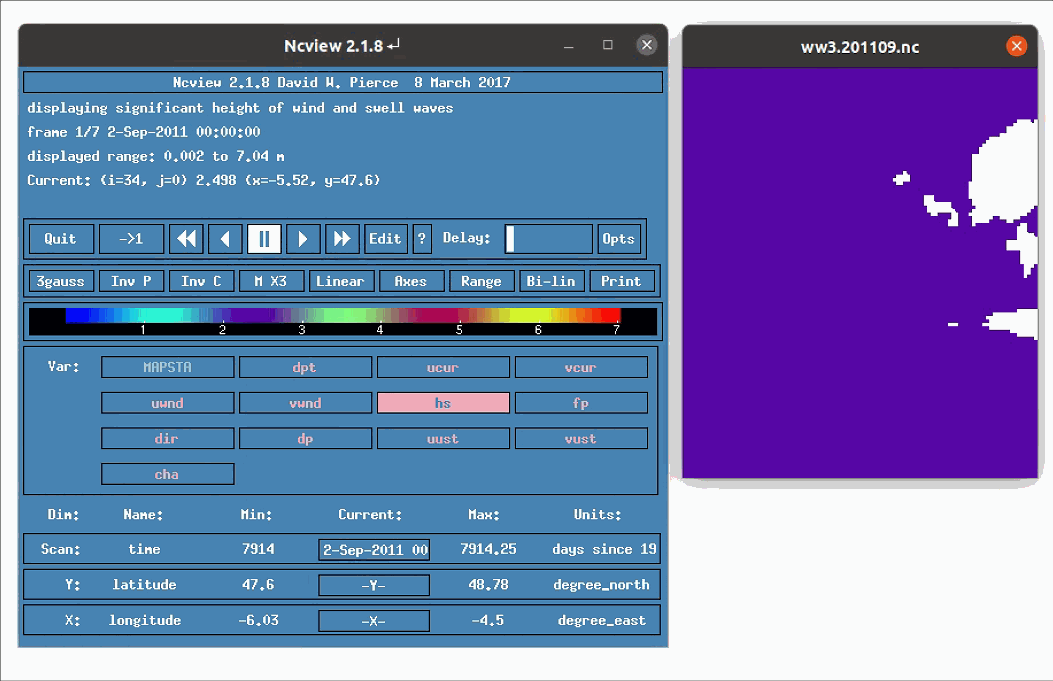 Ncview 2.1.8
ww3.201109.nc
Ncview 2.1.8 David W. Pierce 8 March 2017
displaying significant height of wind and swell waves
frame 1/7 2-Sep-2011 00:00:00
displayed range: 0.002 to 7.04 m
Current: (i=34, j=0) 2.498 (x=-5.52, y=47.6)
Quit ->1 Edit ? Delay: Opts
3gauss Inv P Inv C M X3 Linear Axes Range Bi-lin Print
1 2 3 4 5 6 7
Var: MAPSTA dpt ucur vcur
uwnd vwnd hs fp
dir dp uust vust
cha
Dim: Name: Min: Current: Max: Units:
Scan: time 7914 2-Sep-2011 00 7914.25 days since 19
Y: latitude 47.6 -Y- 48.78 degree_north
X: longitude -6.03 -X- -4.5 degree_east